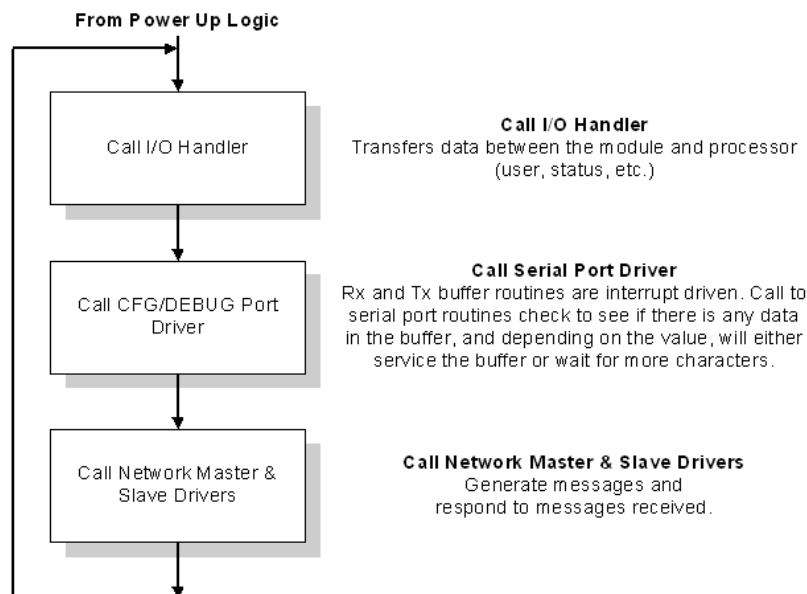 From Power Up Logic
Call I/O Handler
Call I/O Handler
Transfers data between the module and processor
(user, status, etc.)
Call CFG/DEBUG Port
Driver
Call Serial Port Driver
Rx and Tx buffer routines are interrupt driven. Call to
serial port routines check to see if there is any data
in the buffer, and depending on the value, will either
service the buffer or wait for more characters.
Call Network Master &
Slave Drivers
Call Network Master & Slave Drivers
Generate messages and
respond to messages received.